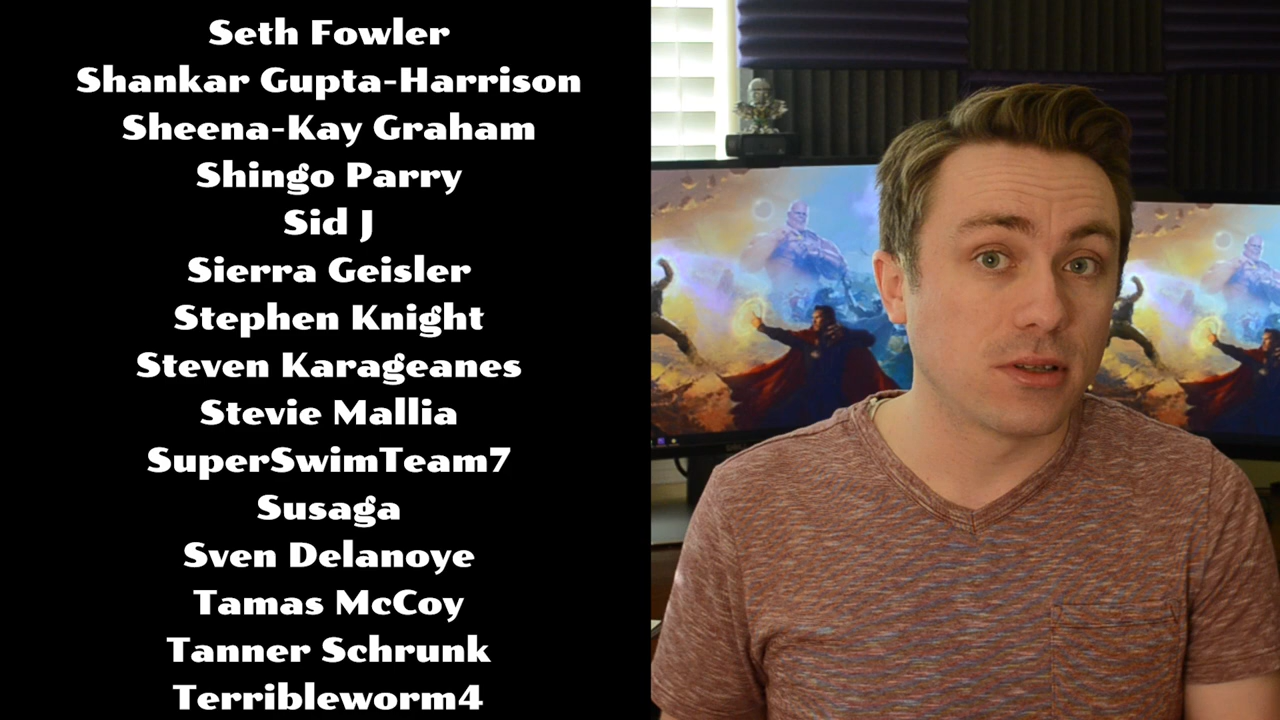 Seth Fowler
Shankar Gupta-Harrison
Sheena-Kay Graham
Shingo Parry
Sid J
Sierra Geisler
Stephen Knight
Steven Karageanes
Stevie Mallia
SuperSwimTeam7
Susaga
Sven Delanoye
Tamas McCoy
Tanner Schrunk
Terribleworm4